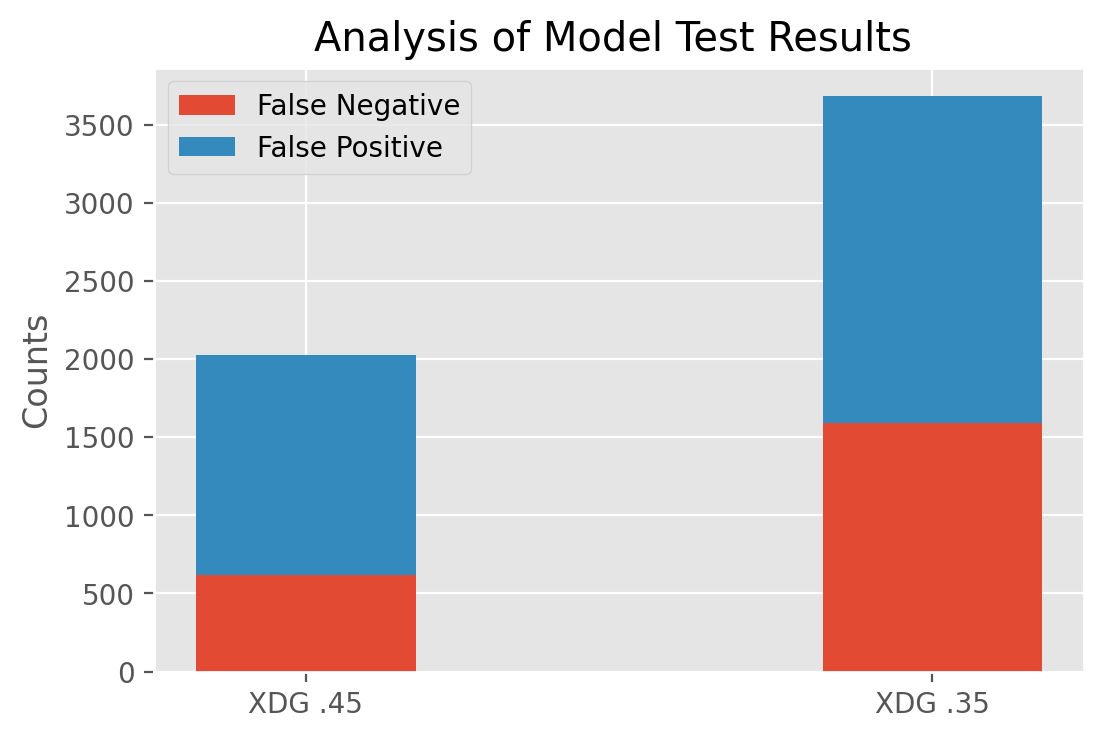 Analysis of Model Test Results
False Negative
False Positive
Counts
3500
3000
2500
2000
1500
1000
500
0
XDG .45
XDG .35